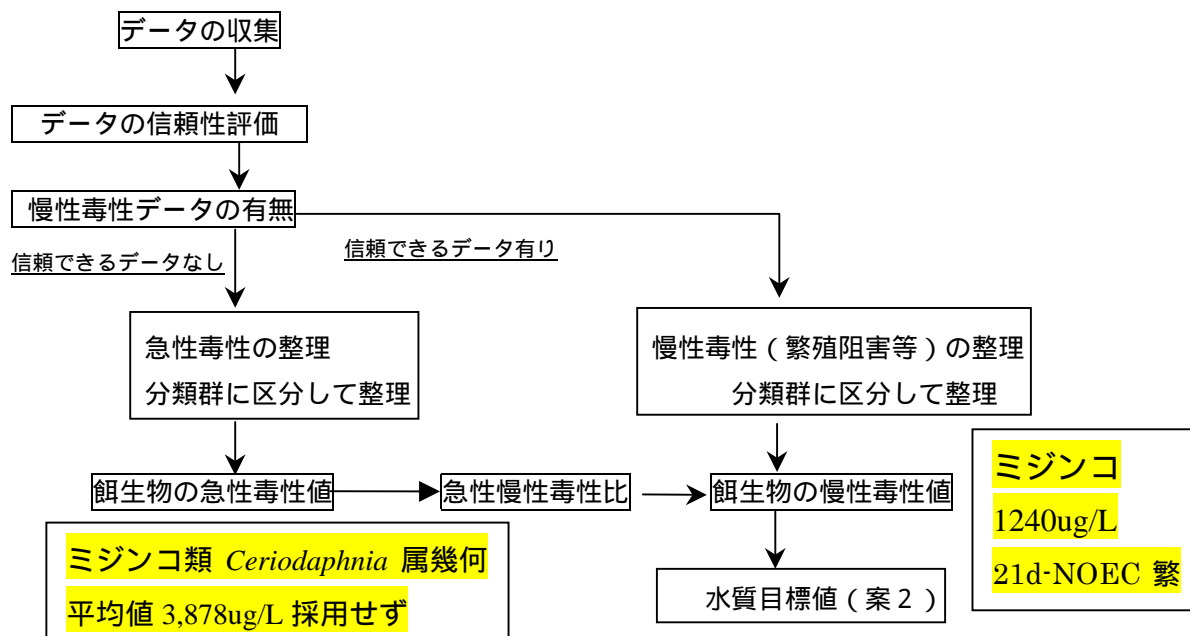 データの収集
データの信頼性評価
慢性毒性データの有無
信頼できるデータなし
信頼できるデータ有り
急性毒性の整理
分類群に区分して整理
慢性毒性（繁殖阻害等）の整理
分類群に区分して整理
餌生物の急性毒性値
急性慢性毒性比
餌生物の慢性毒性値
ミジンコ
1240ug/L
21d-NOEC 繁
ミジンコ類 Ceriodaphnia 属幾何
平均値 3,878ug/L 採用せず
水質目標値（案２）